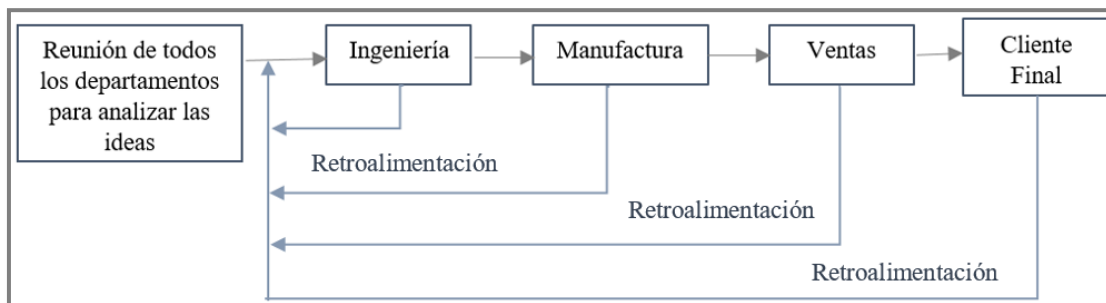 Reunión de todos
los departamentos
para analizar las
ideas
Ingeniería
Manufactura
Ventas
Cliente
Final
Retroalimentación
Retroalimentación
Retroalimentación